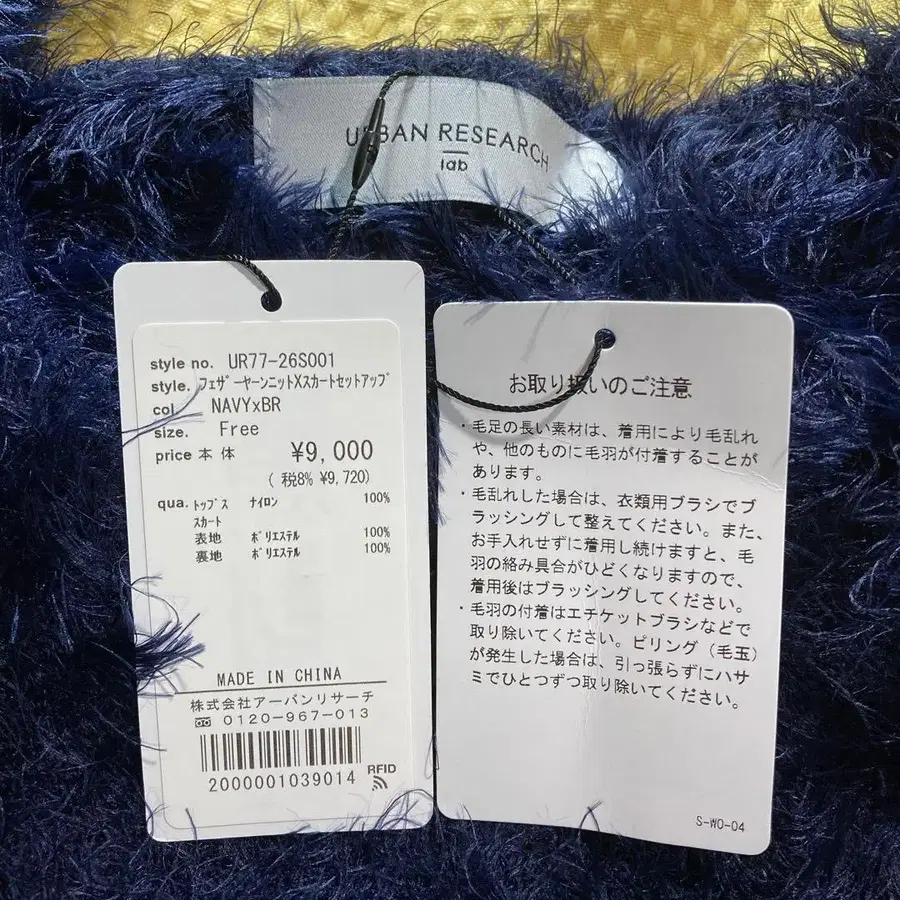 URBAN RESEARCH
lab
style no. UR77-26S001
style. フェザーヤーンニットXスカートセットアップ
col. NAVYxBR
size. Free
price 本体 ¥9,000
( 税8% ¥9,720)
qua. トップス ナイロン 100%
スカート
表地 ポリエステル 100%
裏地 ポリエステル 100%
MADE IN CHINA
株式会社アーバンリサーチ
0120-967-013
2000001039014
RFID
お取り扱いのご注意
・毛足の長い素材は、着用により毛乱れ
や、他のものに毛羽が付着することが
あります。
・毛乱れした場合は、衣類用ブラシでブ
ラッシングして整えてください。また、
お手入れせずに着用し続けますと、毛
羽の絡み具合がひどくなりますので、
着用後はブラッシングしてください。
・毛羽の付着はエチケットブラシなどで
取り除いてください。ピリング（毛玉）
が発生した場合は、引っ張らずにハサ
ミでひとつずつ取り除いてください。
S-WO-04